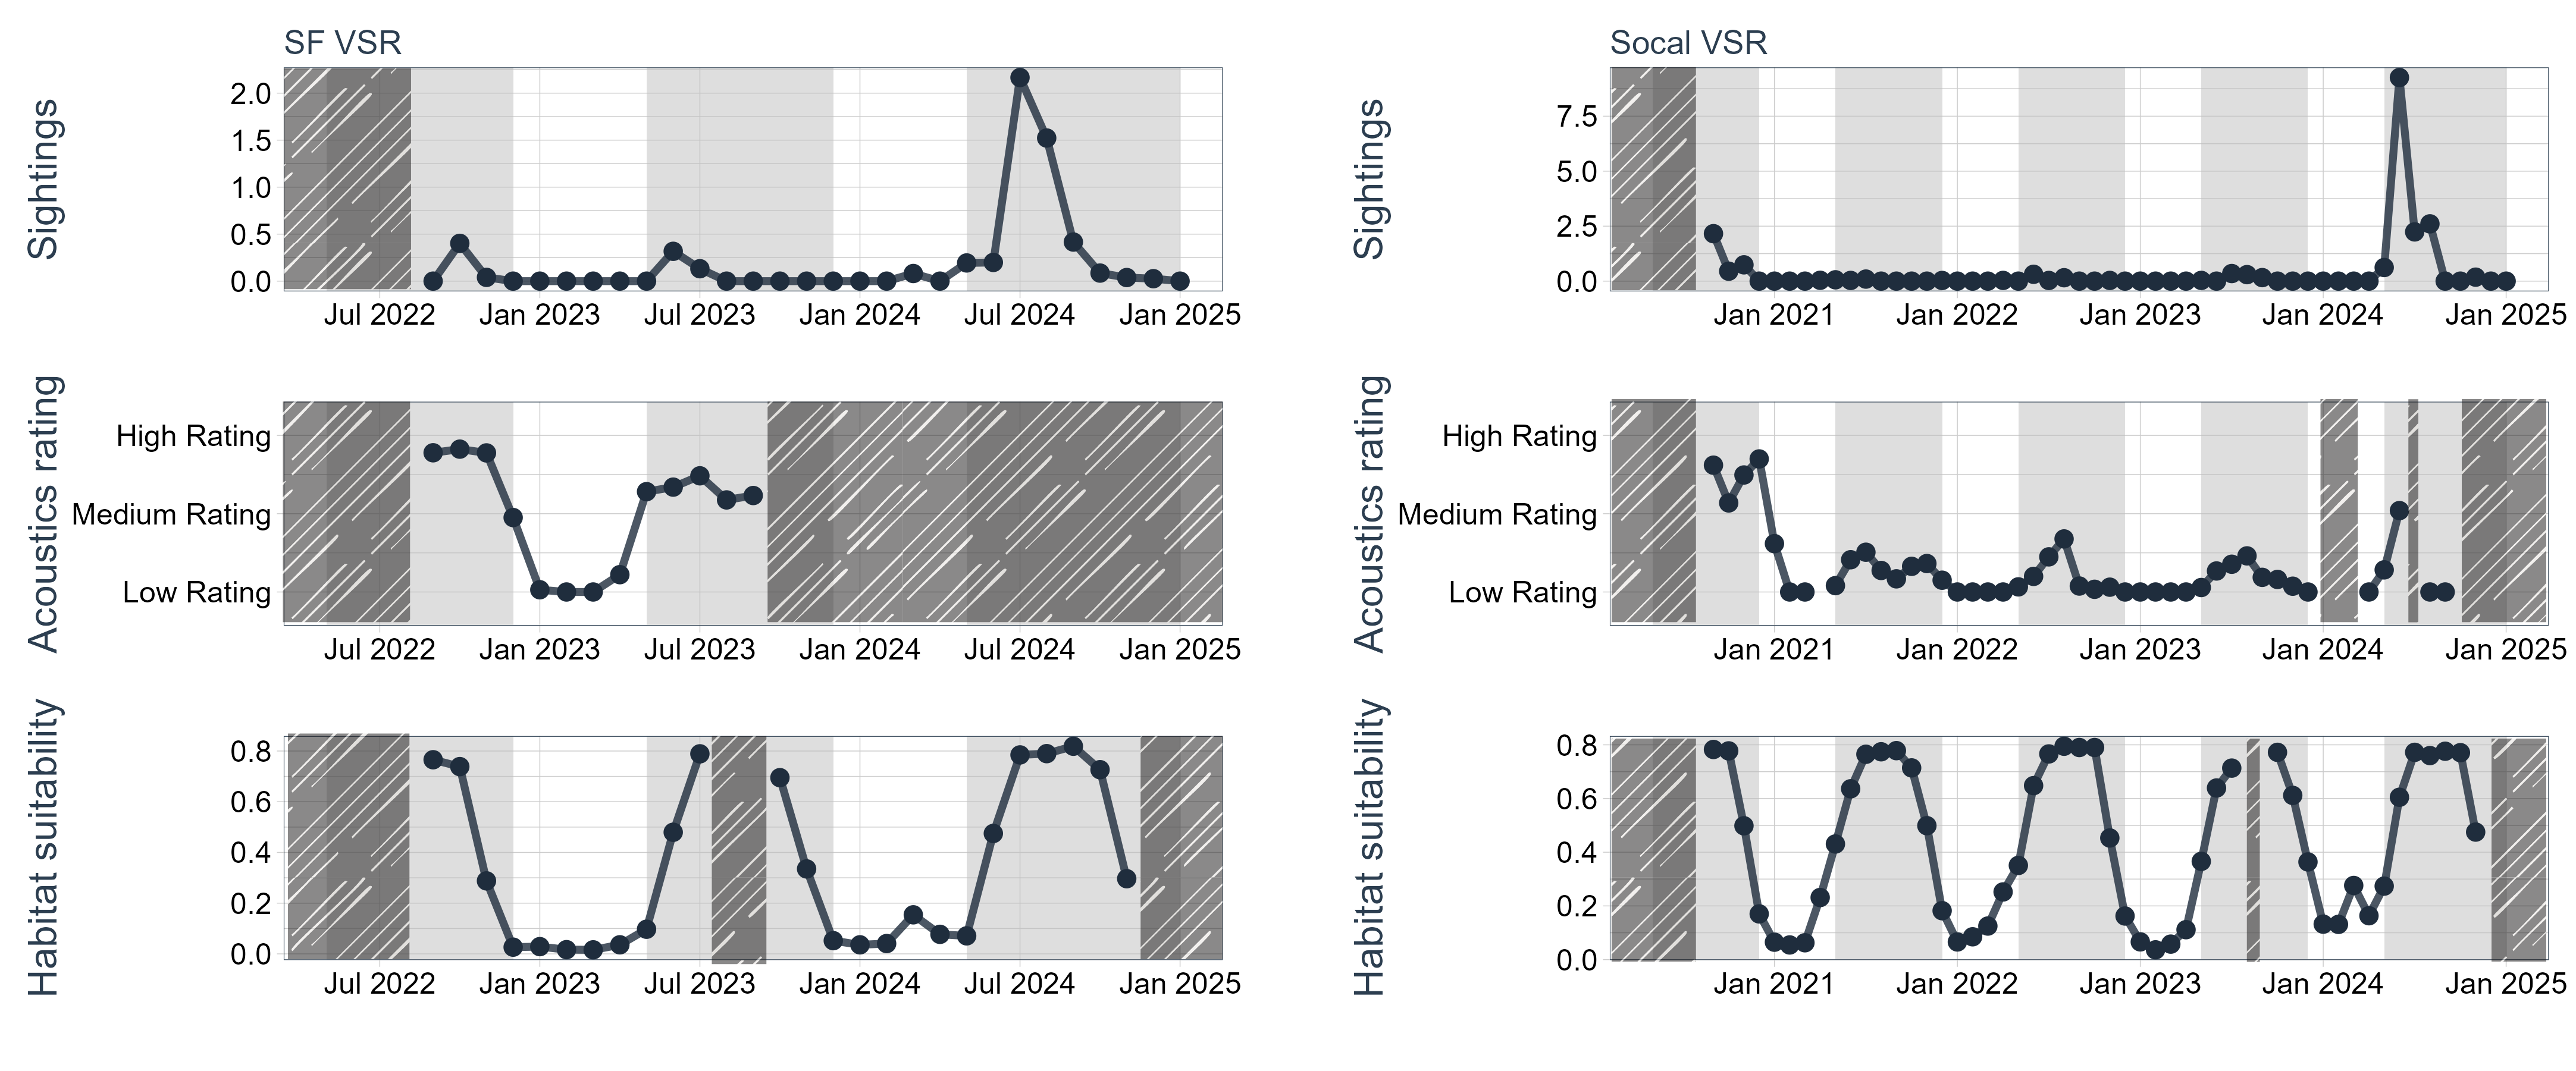 SF VSR
Sightings
2.0
1.5
1.0
0.5
0.0
Jul 2022 Jan 2023 Jul 2023 Jan 2024 Jul 2024 Jan 2025
Acoustics rating
High Rating
Medium Rating
Low Rating
Jul 2022 Jan 2023 Jul 2023 Jan 2024 Jul 2024 Jan 2025
Habitat suitability
0.8
0.6
0.4
0.2
0.0
Jul 2022 Jan 2023 Jul 2023 Jan 2024 Jul 2024 Jan 2025
Socal VSR
Sightings
7.5
5.0
2.5
0.0
Jan 2021 Jan 2022 Jan 2023 Jan 2024 Jan 2025
Acoustics rating
High Rating
Medium Rating
Low Rating
Jan 2021 Jan 2022 Jan 2023 Jan 2024 Jan 2025
Habitat suitability
0.8
0.6
0.4
0.2
0.0
Jan 2021 Jan 2022 Jan 2023 Jan 2024 Jan 2025